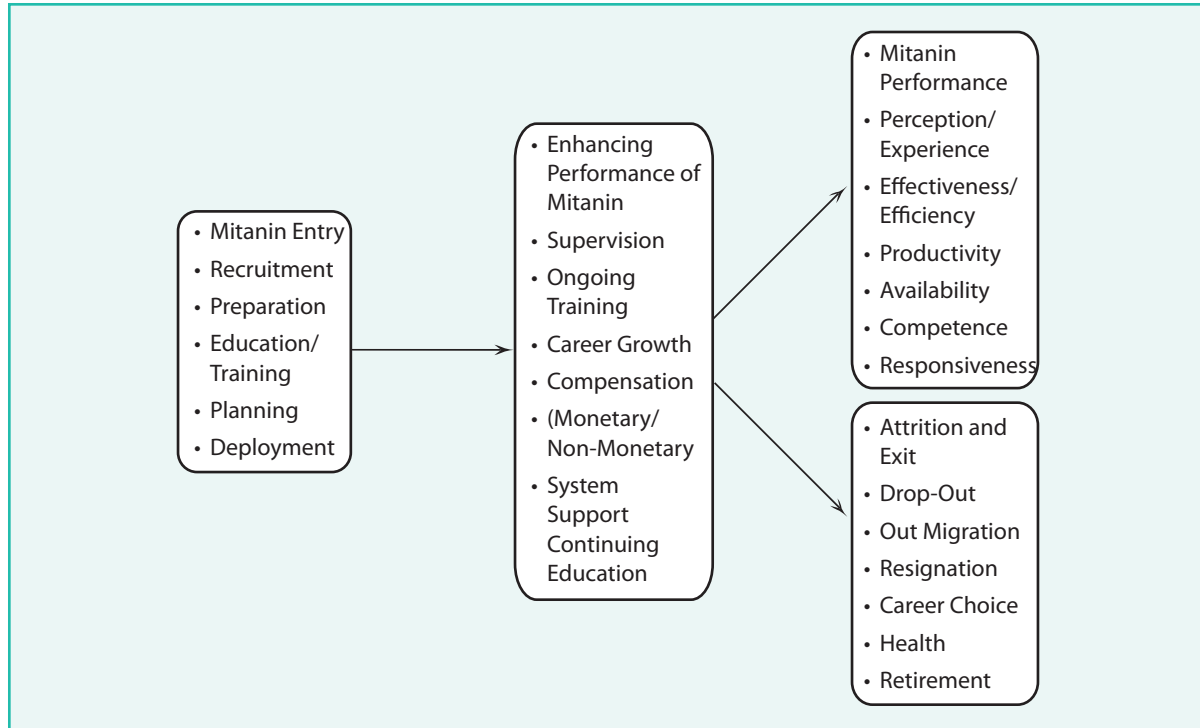 • Mitanin Entry
• Recruitment
• Preparation
• Education/
Training
• Planning
• Deployment
• Enhancing
Performance of
Mitanin
• Supervision
• Ongoing
Training
• Career Growth
• Compensation
• (Monetary/
Non-Monetary
• System
Support
Continuing
Education
• Mitanin
Performance
• Perception/
Experience
• Effectiveness/
Efficiency
• Productivity
• Availability
• Competence
• Responsiveness
• Attrition and
Exit
• Drop-Out
• Out Migration
• Resignation
• Career Choice
• Health
• Retirement